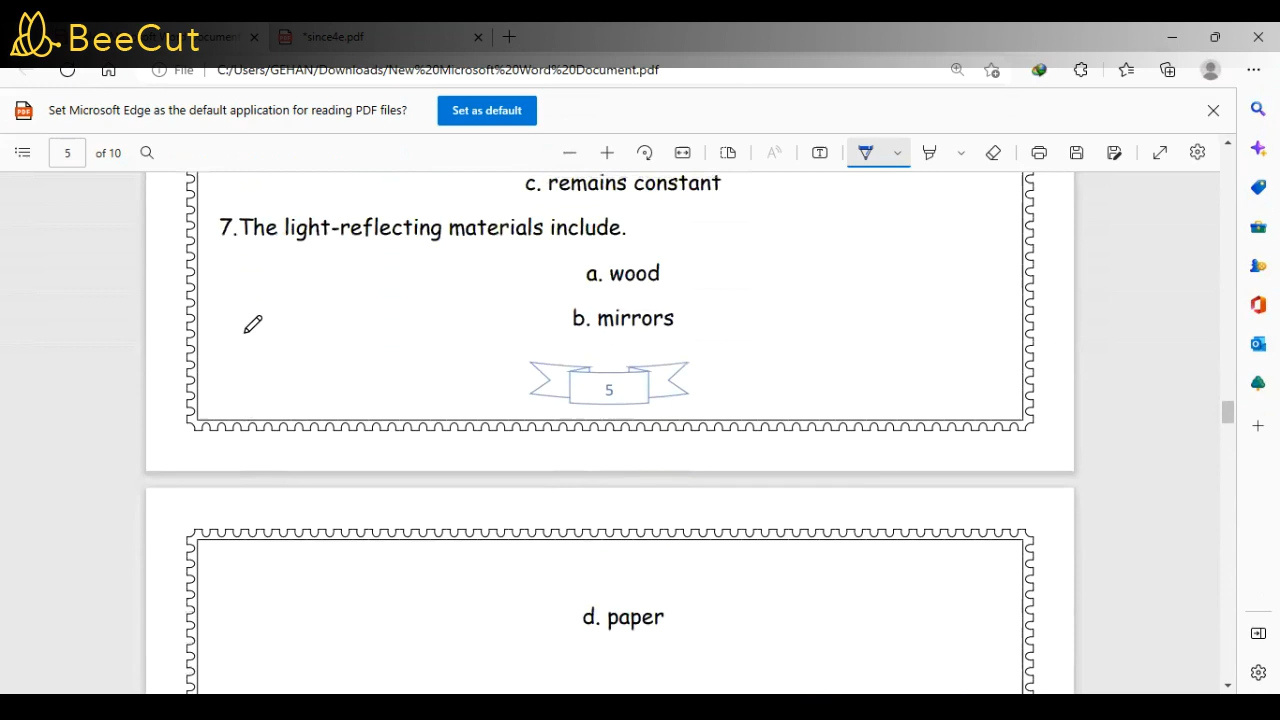 BeeCut
*since4e.pdf
File
C:/Users/GEHAN/Downloads/New%20Microsoft%20Word%20Document.pdf
Set Microsoft Edge as the default application for reading PDF files?
Set as default
5 of 10
c. remains constant
7.The light-reflecting materials include.
a. wood
b. mirrors
5
d. paper